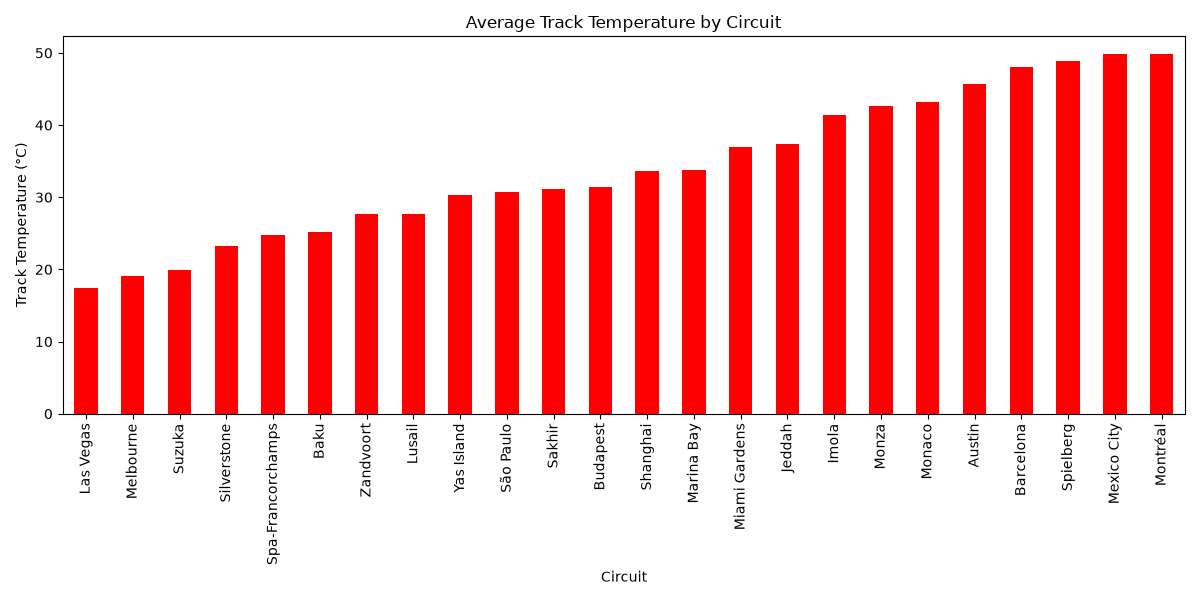 Average Track Temperature by Circuit
Track Temperature (°C)
50
40
30
20
10
0
Las Vegas
Melbourne
Suzuka
Silverstone
Spa-Francorchamps
Baku
Zandvoort
Lusail
Yas Island
São Paulo
Sakhir
Budapest
Shanghai
Marina Bay
Miami Gardens
Jeddah
Imola
Monza
Monaco
Austin
Barcelona
Spielberg
Mexico City
Montréal
Circuit